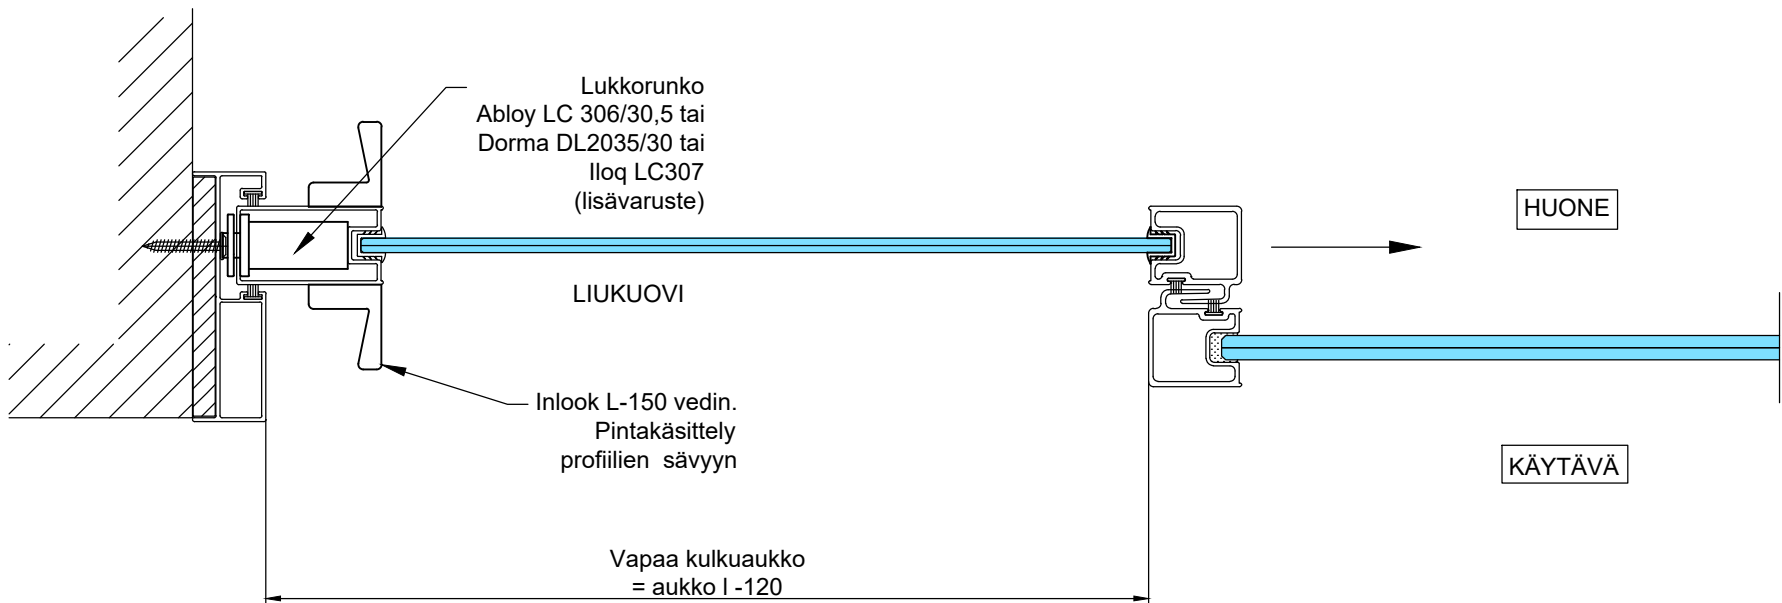 Lukkorunko
Abloy LC 306/30,5 tai
Dorma DL2035/30 tai
Iloq LC307
(lisävaruste)
HUONE
LIUKUOVI
Inlook L-150 vedin.
Pintakäsittely
profiilien sävyyn
KÄYTÄVÄ
Vapaa kulkuaukko
= aukko l -120